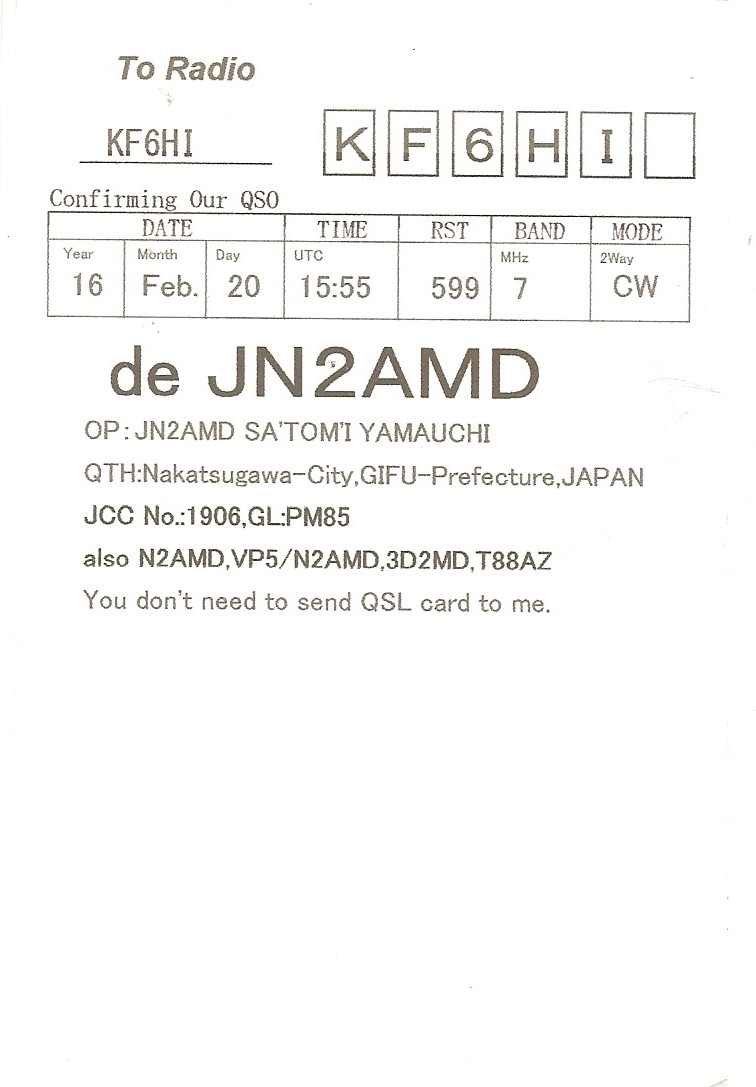 To Radio
KF6HI K F 6 H I
Confirming Our QSO
DATE TIME RST BAND MODE
Year Month Day UTC MHz 2Way
16 Feb. 20 15:55 599 7 CW
de JN2AMD
OP:JN2AMD SA'TOM'I YAMAUCHI
QTH:Nakatsugawa-City,GIFU-Prefecture,JAPAN
JCC No.:1906,GL:PM85
also N2AMD,VP5/N2AMD,3D2MD,T88AZ
You don't need to send QSL card to me.